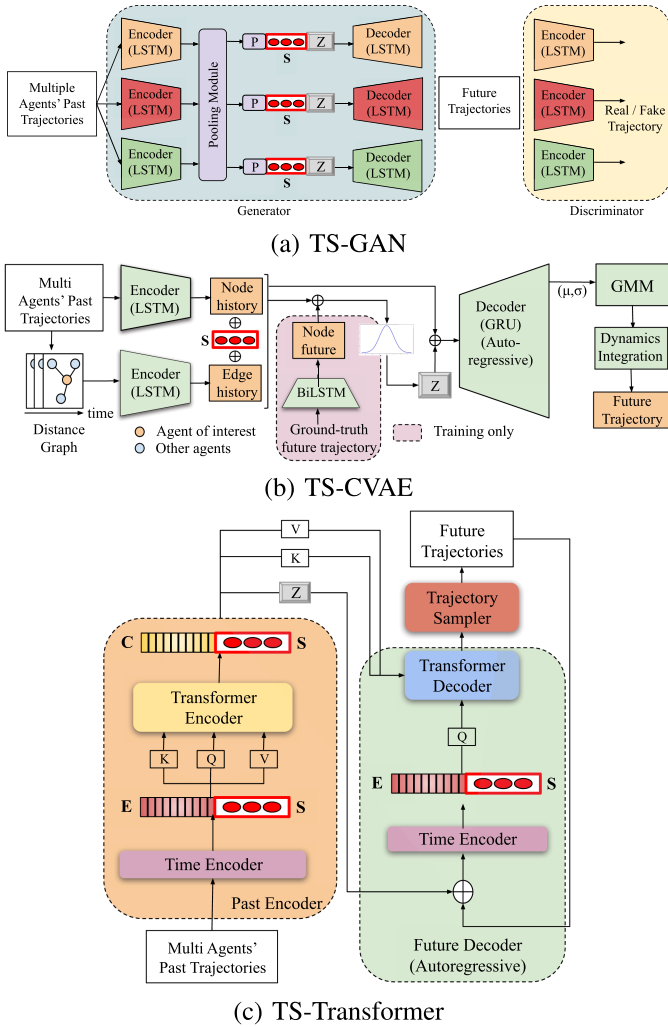 Multiple
Agents' Past
Trajectories
Encoder
(LSTM)
Encoder
(LSTM)
Encoder
(LSTM)
Pooling Module
P
S
Z
P
S
Z
P
S
Z
Decoder
(LSTM)
Decoder
(LSTM)
Decoder
(LSTM)
Generator
Future
Trajectories
Encoder
(LSTM)
Encoder
(LSTM)
Encoder
(LSTM)
Real / Fake
Trajectory
Discriminator
(a) TS-GAN
Multi
Agents' Past
Trajectories
Encoder
(LSTM)
Encoder
(LSTM)
Node
history
S
Edge
history
Node
future
BiLSTM
Ground-truth
future trajectory
Training only
time
Distance
Graph
Agent of interest
Other agents
Z
Decoder
(GRU)
(Auto-
regressive)
(μ,σ)
GMM
Dynamics
Integration
Future
Trajectory
(b) TS-CVAE
V
K
Z
Future
Trajectories
Trajectory
Sampler
C
S
Transformer
Encoder
K
Q
V
E
S
Time Encoder
Past Encoder
Multi Agents'
Past Trajectories
Transformer
Decoder
Q
E
S
Time Encoder
Future Decoder
(Autoregressive)
(c) TS-Transformer